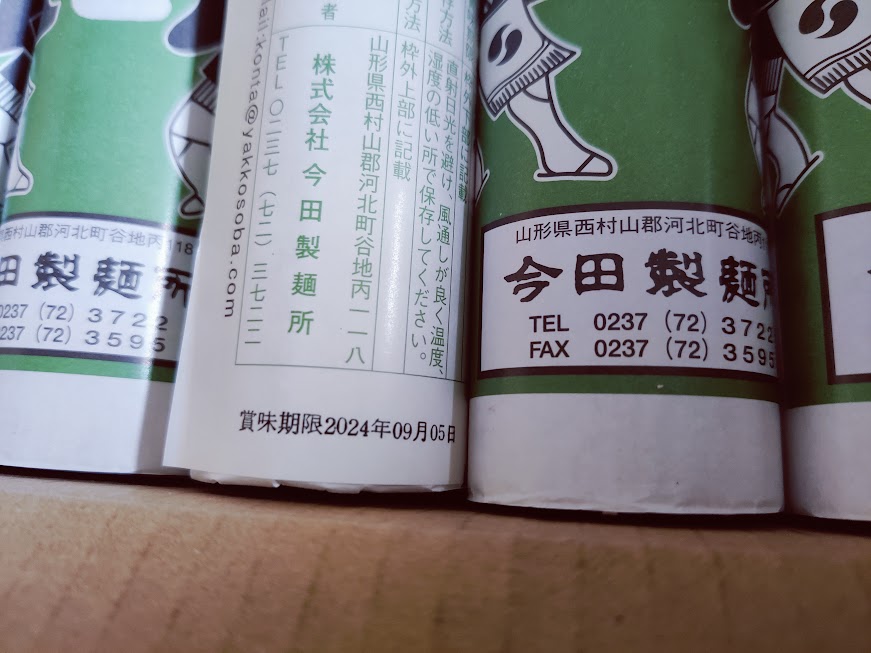 西村山郡河北町谷地丙118
田製麺所
0237 (72) 3722
0237 (72) 3595
直射日光を避け、風通しが良く温度、
湿度の低い所で保存してください。
方法
枠外上部に記載
者
山形県西村山郡河北町谷地丙一一八
株式会社 今田製麺所
TEL〇二三七(七二)三七二二
konta@yakkosoba.com
賞味期限2024年09月05日
山形県西村山郡河北町谷地丙
今田製麺所
TEL 0237 (72) 3722
FAX 0237 (72) 3595